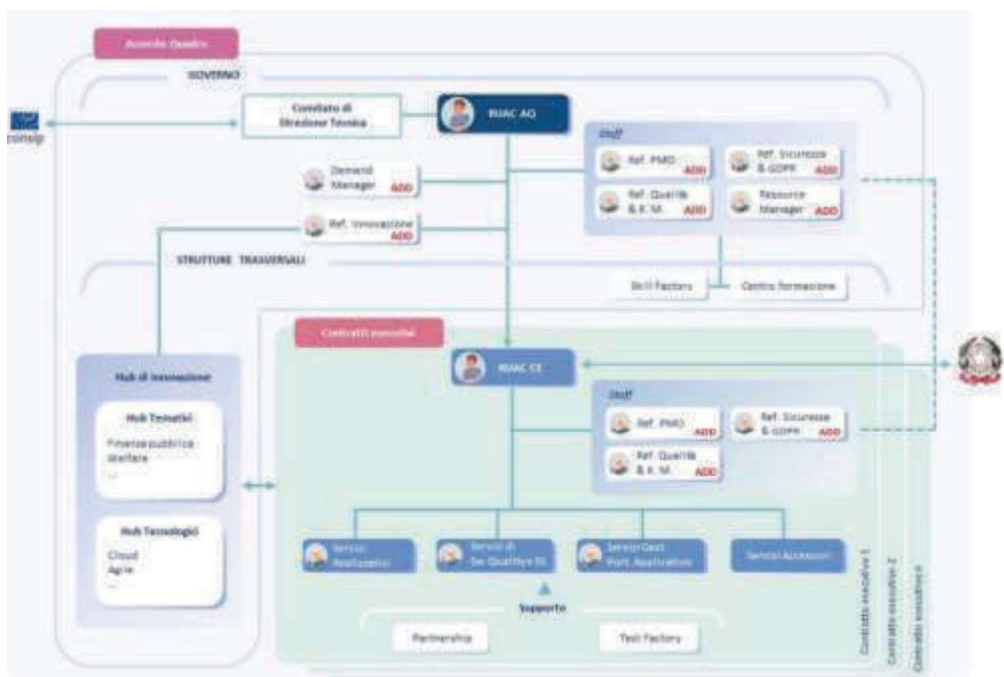 Accordo Quadro
GOVERNO
consip
Comitato di
Direzione Tecnica
RUAC AQ
Staff
Ref. PMO
ADD
Ref. Sicurezza
& GDPR
ADD
Demand
Manager
ADD
Ref. Qualità
& K. M.
ADD
Resource
Manager
ADD
Ref. Innovazione
ADD
STRUTTURE TRASVERSALI
Skill Factory
Centro formazione
Contratti esecutivi
RUAC CE
Hub di innovazione
Hub Tematici
Finanza pubblica
Welfare
...
Hub Tecnologici
Cloud
Agile
...
Staff
Ref. PMO
ADD
Ref. Sicurezza
& GDPR
ADD
Ref. Qualità
& K. M.
ADD
Servizi
Realizzativi
Servizi di
Servizi Gest.
Port. Applicativo
Servizi Accessori
Supporto
Partnership
Test Factory
Contratto esecutivo 1
Contratto esecutivo 2
Contratto esecutivo